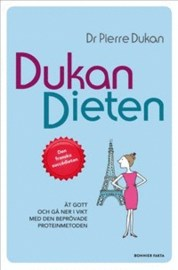 Dr Pierre Dukan
Dukan
Dieten
Den
franska
succédieten
ÄT GOTT
OCH GÅ NER I VIKT
MED DEN BEPRÖVADE
PROTEINMETODEN
BONNIER FAKTA